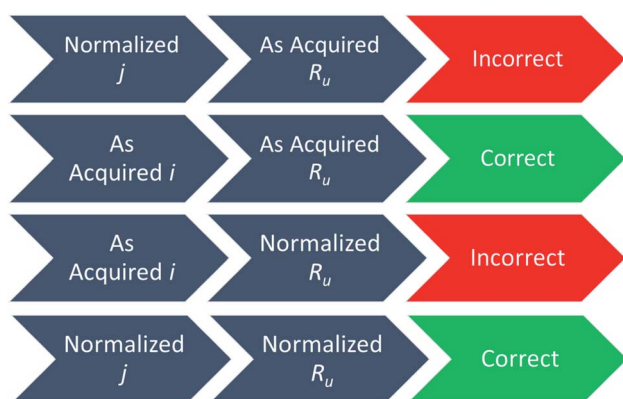 Normalized
j
As Acquired
Ru
Incorrect
As
Acquired i
As Acquired
Ru
Correct
As
Acquired i
Normalized
Ru
Incorrect
Normalized
j
Normalized
Ru
Correct